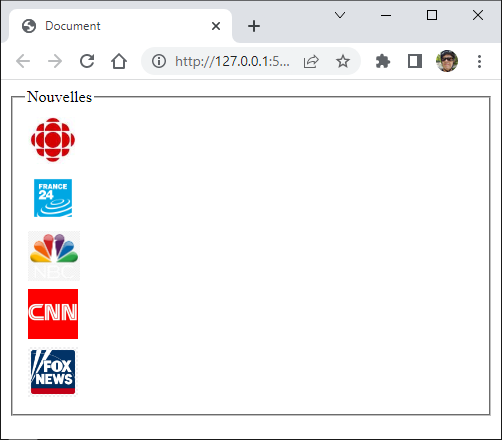 Document
http://127.0.0.1:5...
Nouvelles
FRANCE
24
NBC
CNN
FOX
NEWS